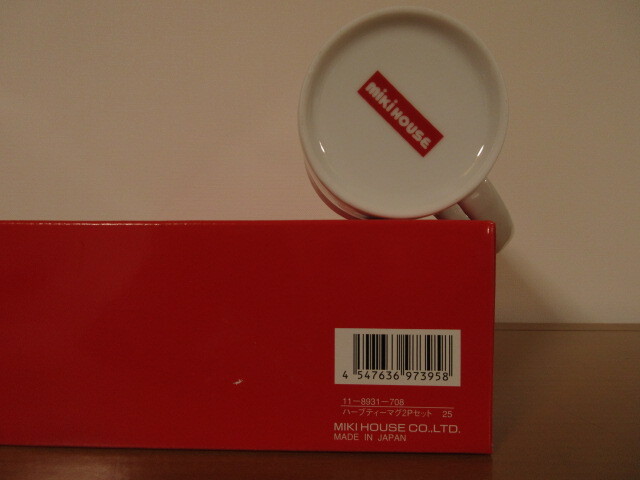 miki HOUSE
4 547636 973958
11-8931-708
ハーブティーマグ2Pセット 25
MIKI HOUSE CO.,LTD.
MADE IN JAPAN